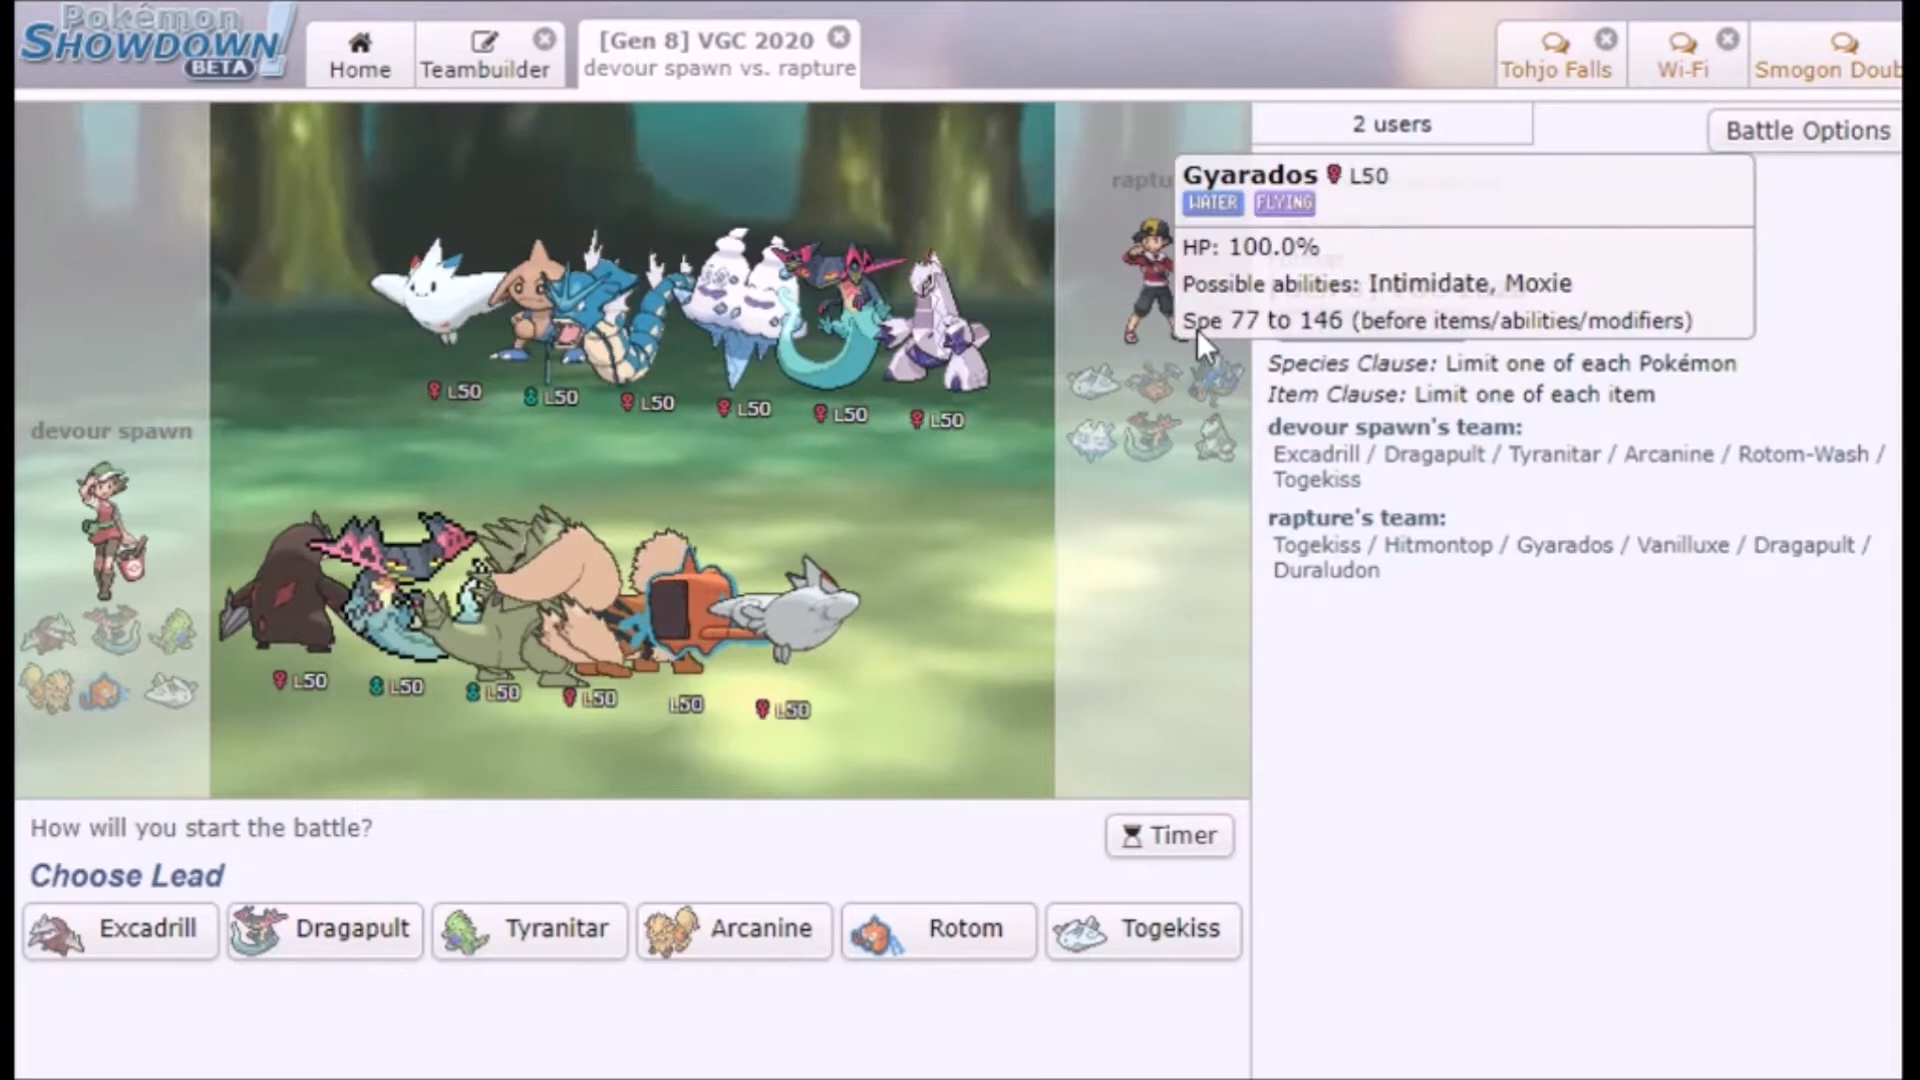 Pokémon
SHOWDOWN!
BETA
Home
Teambuilder
[Gen 8] VGC 2020
devour spawn vs. rapture
Tohjo Falls
Wi-Fi
Smogon Doub
2 users
Battle Options
raptu
Gyarados L50
WATER FLYING
HP: 100.0%
Possible abilities: Intimidate, Moxie
Spe 77 to 146 (before items/abilities/modifiers)
Species Clause: Limit one of each Pokémon
Item Clause: Limit one of each item
devour spawn's team:
Excadrill / Dragapult / Tyranitar / Arcanine / Rotom-Wash /
Togekiss
rapture's team:
Togekiss / Hitmontop / Gyarados / Vanilluxe / Dragapult /
Duraludon
L50 L50 L50 L50 L50 L50
devour spawn
L50 L50 L50 L50 L50 L50
How will you start the battle?
Timer
Choose Lead
Excadrill Dragapult Tyranitar Arcanine Rotom Togekiss